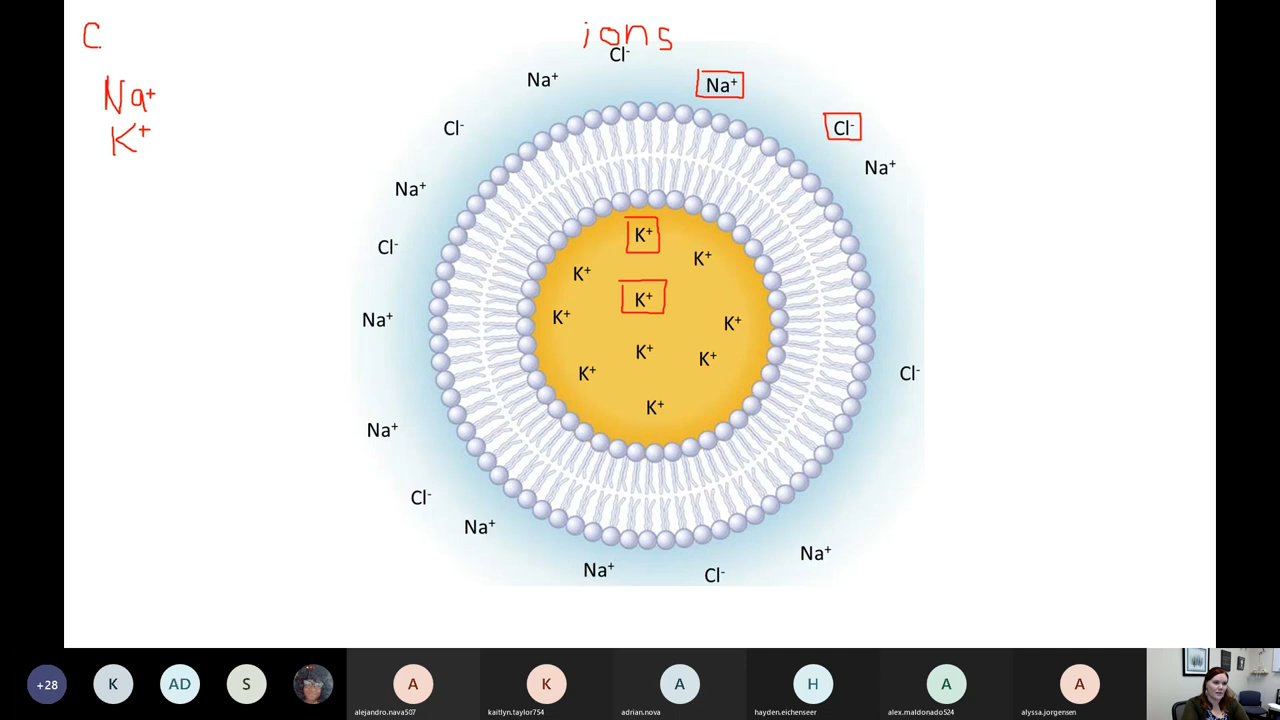 C
ions
Cl⁻
Na⁺
Na⁺
Na⁺
Cl⁻
Cl⁻
K⁺
Na⁺
Na⁺
K⁺
Cl⁻
K⁺
K⁺
K⁺
Na⁺
K⁺
K⁺
K⁺
K⁺
K⁺
Cl⁻
K⁺
Na⁺
Cl⁻
Na⁺
Na⁺
Na⁺
Cl⁻
+28
K
AD
S
A
K
A
H
A
A
alejandro.nava507
kaitlyn.taylor754
adrian.nova
hayden.eichenseer
alex.maldonado524
alyssa.jorgensen